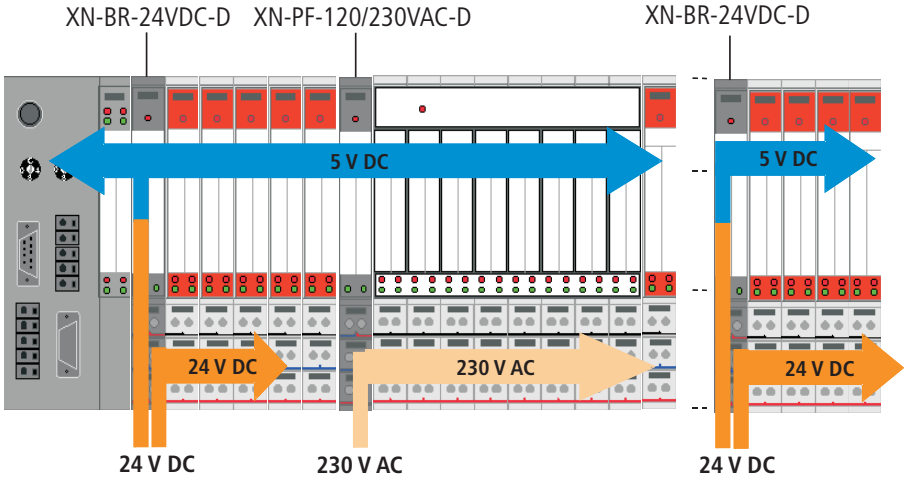 XN-BR-24VDC-D
XN-PF-120/230VAC-D
XN-BR-24VDC-D
5 V DC
5 V DC
24 V DC
230 V AC
24 V DC
24 V DC
230 V AC
24 V DC